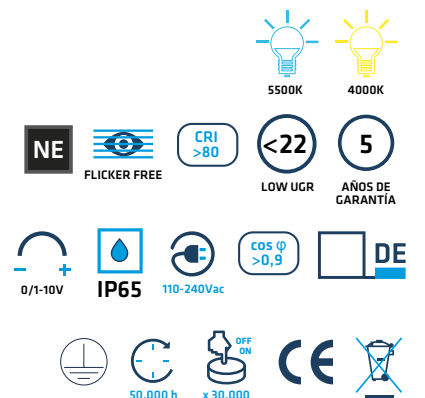 5500K
4000K
NE
FLICKER FREE
CRI
>80
<22
LOW UGR
5
AÑOS DE
GARANTÍA
- +
0/1-10V
IP65
110-240Vac
cos φ
>0,9
DE
50.000 h
OFF
ON
x 30.000
CE